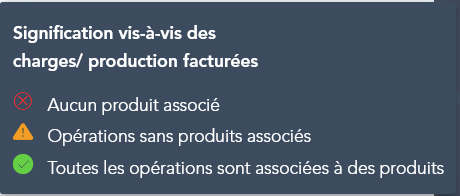 Signification vis-à-vis des
charges/ production facturées
Aucun produit associé
Opérations sans produits associés
Toutes les opérations sont associées à des produits